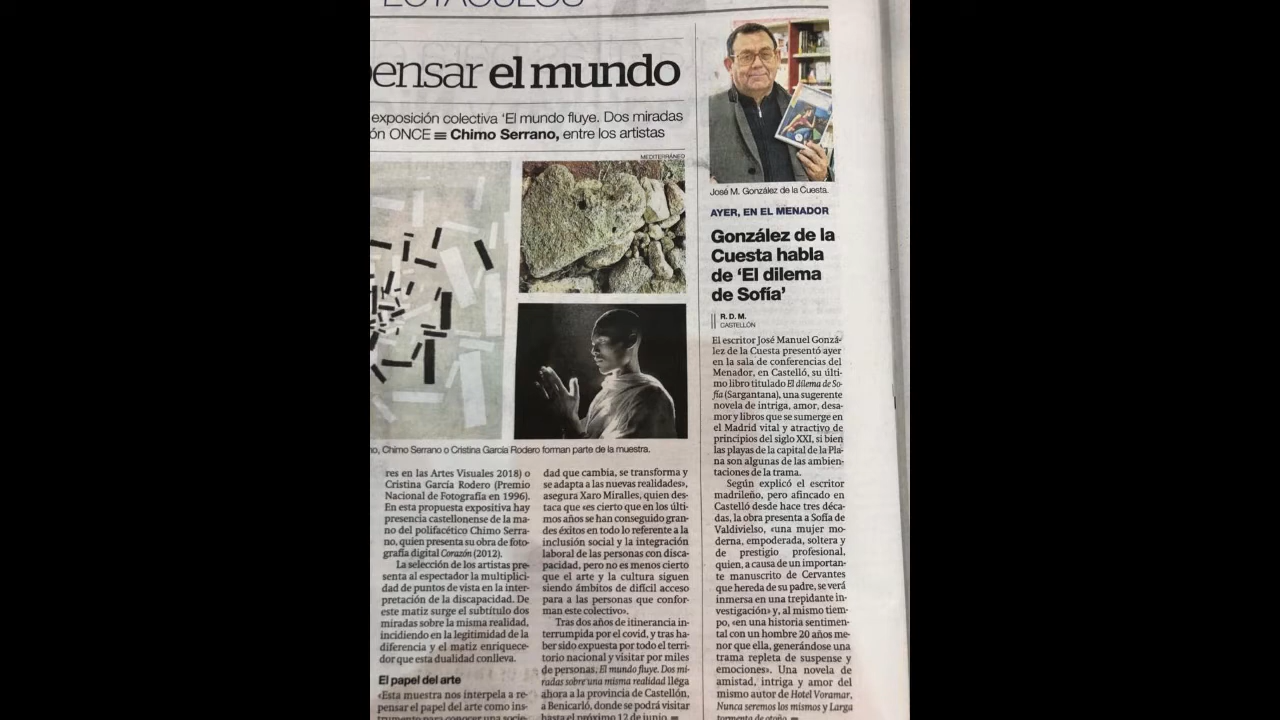 ensar el mundo
exposición colectiva 'El mundo fluye. Dos miradas
ón ONCE ≡ Chimo Serrano, entre los artistas
MEDITERRÁNEO
o, Chimo Serrano o Cristina García Rodero forman parte de la muestra.
res en las Artes Visuales 2018) o
Cristina García Rodero (Premio
Nacional de Fotografía en 1996).
En esta propuesta expositiva hay
presencia castellonense de la ma-
no del polifacético Chimo Serra-
no, quien presenta su obra de foto-
grafía digital Corazón (2012).
La selección de los artistas pre-
senta al espectador la multiplici-
dad de puntos de vista en la inter-
pretación de la discapacidad. De
este matiz surge el subtítulo dos
miradas sobre la misma realidad,
incidiendo en la legitimidad de la
diferencia y el matiz enriquece-
dor que esta dualidad conlleva.
El papel del arte
«Esta muestra nos interpela a re-
pensar el papel del arte como ins-
trumento para conocer una socie-
dad que cambia, se transforma y
se adapta a las nuevas realidades»,
asegura Xaro Miralles, quien des-
taca que «es cierto que en los últi-
mos años se han conseguido gran-
des éxitos en todo lo referente a la
inclusión social y la integración
laboral de las personas con disca-
pacidad, pero no es menos cierto
que el arte y la cultura siguen
siendo ámbitos de difícil acceso
para a las personas que confor-
man este colectivo».
Tras dos años de itinerancia in-
terrumpida por el covid, y tras ha-
ber sido expuesta por todo el terri-
torio nacional y visitar por miles
de personas, El mundo fluye. Dos mi-
radas sobre una misma realidad llega
ahora a la provincia de Castellón,
a Benicarló, donde se podrá visitar
hasta el próximo 12 de junio. ≡
José M. González de la Cuesta.
AYER, EN EL MENADOR
González de la
Cuesta habla
de 'El dilema
de Sofía'
R. D. M.
CASTELLÓN
El escritor José Manuel Gonzá-
lez de la Cuesta presentó ayer
en la sala de conferencias del
Menador, en Castelló, su últi-
mo libro titulado El dilema de So-
fía (Sargantana), una sugerente
novela de intriga, amor, desa-
mor y libros que se sumerge en
el Madrid vital y atractivo de
principios del siglo XXI, si bien
las playas de la capital de la Pla-
na son algunas de las ambien-
taciones de la trama.
Según explicó el escritor
madrileño, pero afincado en
Castelló desde hace tres déca-
das, la obra presenta a Sofía de
Valdivielso, «una mujer mo-
derna, empoderada, soltera y
de prestigio profesional,
quien, a causa de un importan-
te manuscrito de Cervantes
que hereda de su padre, se verá
inmersa en una trepidante in-
vestigación» y, al mismo tiem-
po, «en una historia sentimen-
tal con un hombre 20 años me-
nor que ella, generándose una
trama repleta de suspense y
emociones». Una novela de
amistad, intriga y amor del
mismo autor de Hotel Voramar,
Nunca seremos los mismos y Larga
tormenta de otoño ≡